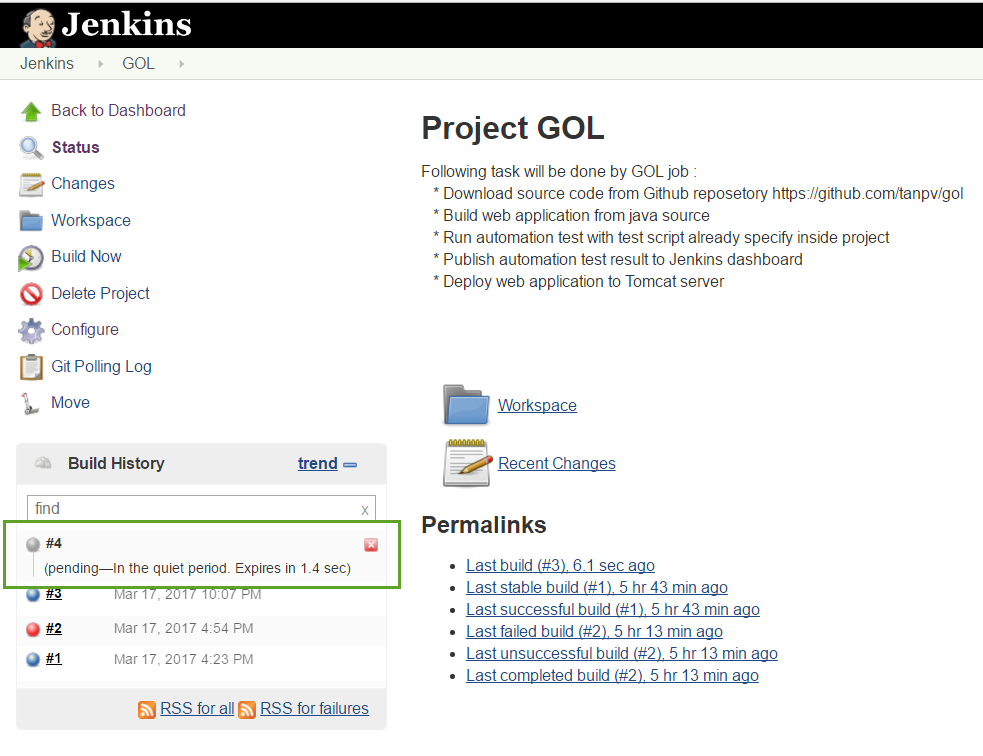 Jenkins
Jenkins GOL
Back to Dashboard
Status
Changes
Workspace
Build Now
Delete Project
Configure
Git Polling Log
Move
Build History trend
find x
#4
(pending—In the quiet period. Expires in 1.4 sec)
#3 Mar 17, 2017 10:07 PM
#2 Mar 17, 2017 4:54 PM
#1 Mar 17, 2017 4:23 PM
RSS for all RSS for failures
Project GOL
Following task will be done by GOL job :
* Download source code from Github reposetory https://github.com/tanpv/gol
* Build web application from java source
* Run automation test with test script already specify inside project
* Publish automation test result to Jenkins dashboard
* Deploy web application to Tomcat server
Workspace
Recent Changes
Permalinks
Last build (#3), 6.1 sec ago
Last stable build (#1), 5 hr 43 min ago
Last successful build (#1), 5 hr 43 min ago
Last failed build (#2), 5 hr 13 min ago
Last unsuccessful build (#2), 5 hr 13 min ago
Last completed build (#2), 5 hr 13 min ago